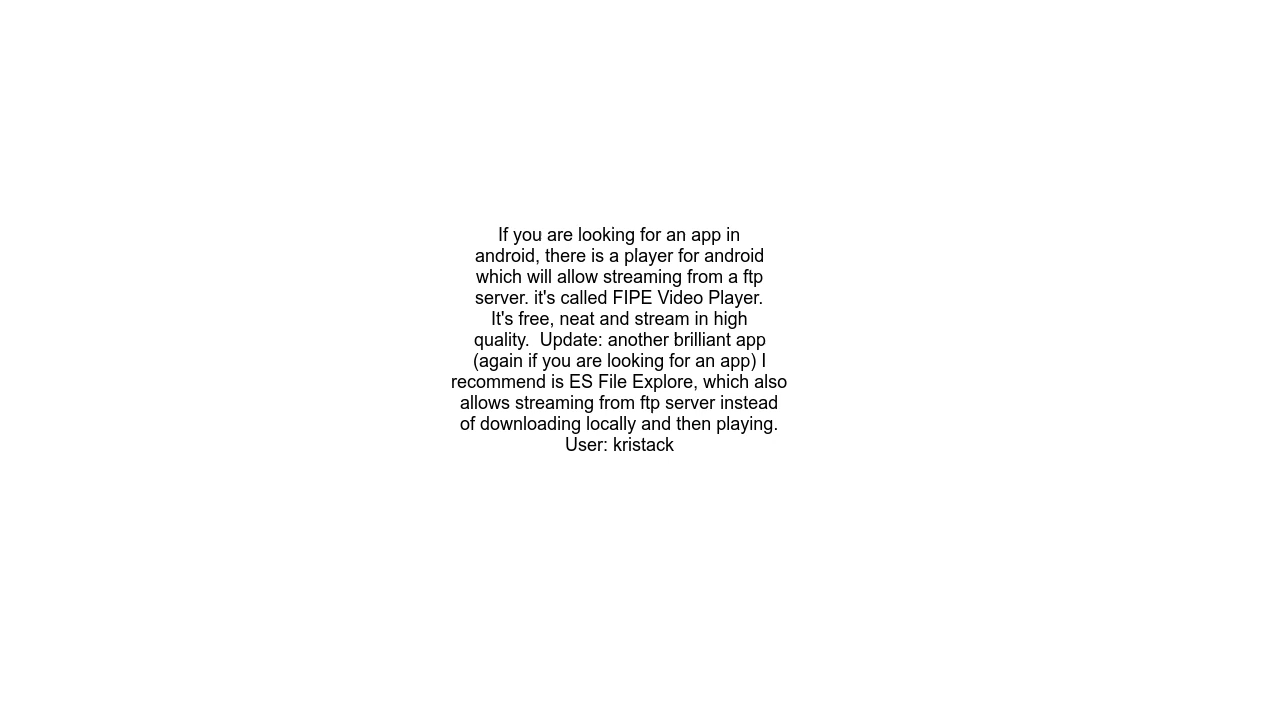 If you are looking for an app in
android, there is a player for android
which will allow streaming from a ftp
server. it's called FIPE Video Player.
It's free, neat and stream in high
quality.  Update: another brilliant app
(again if you are looking for an app) I
recommend is ES File Explore, which also
allows streaming from ftp server instead
of downloading locally and then playing.
User: kristack